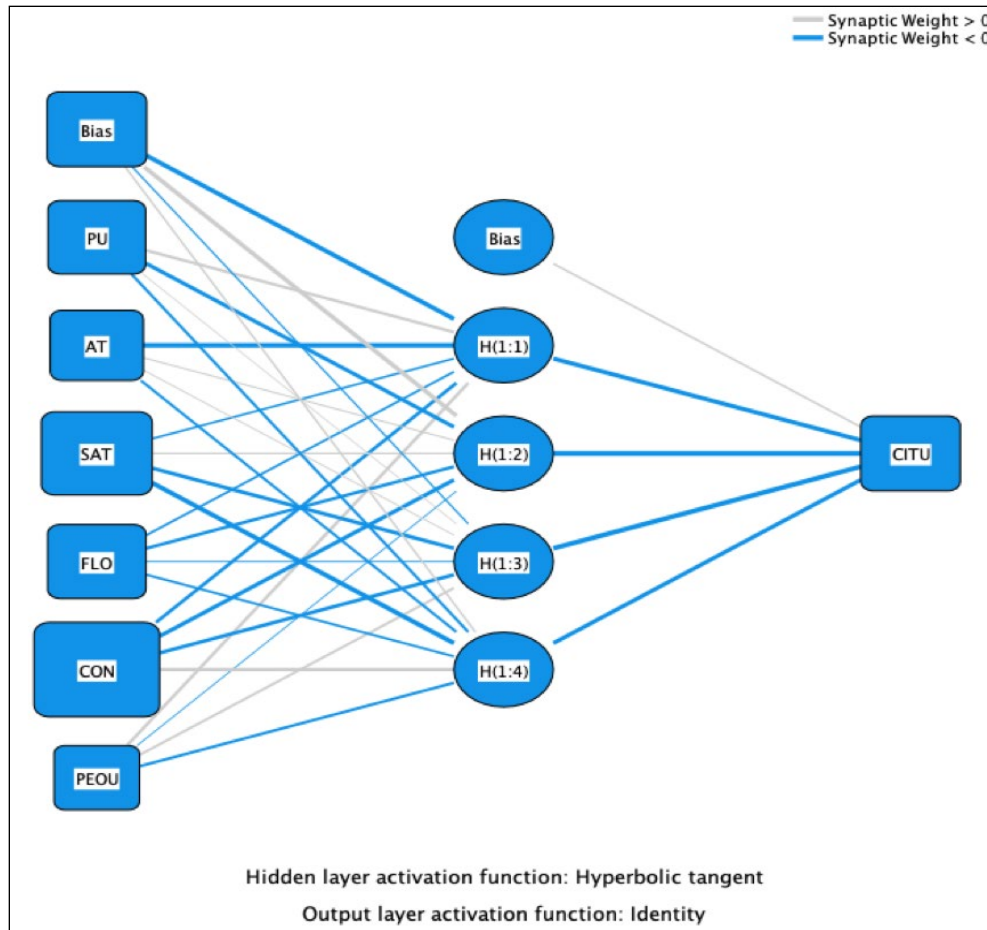 Synaptic Weight > 0
Synaptic Weight < 0
Bias
PU
Bias
AT
H(1:1)
SAT
H(1:2)
CITU
FLO
H(1:3)
CON
H(1:4)
PEOU
Hidden layer activation function: Hyperbolic tangent
Output layer activation function: Identity